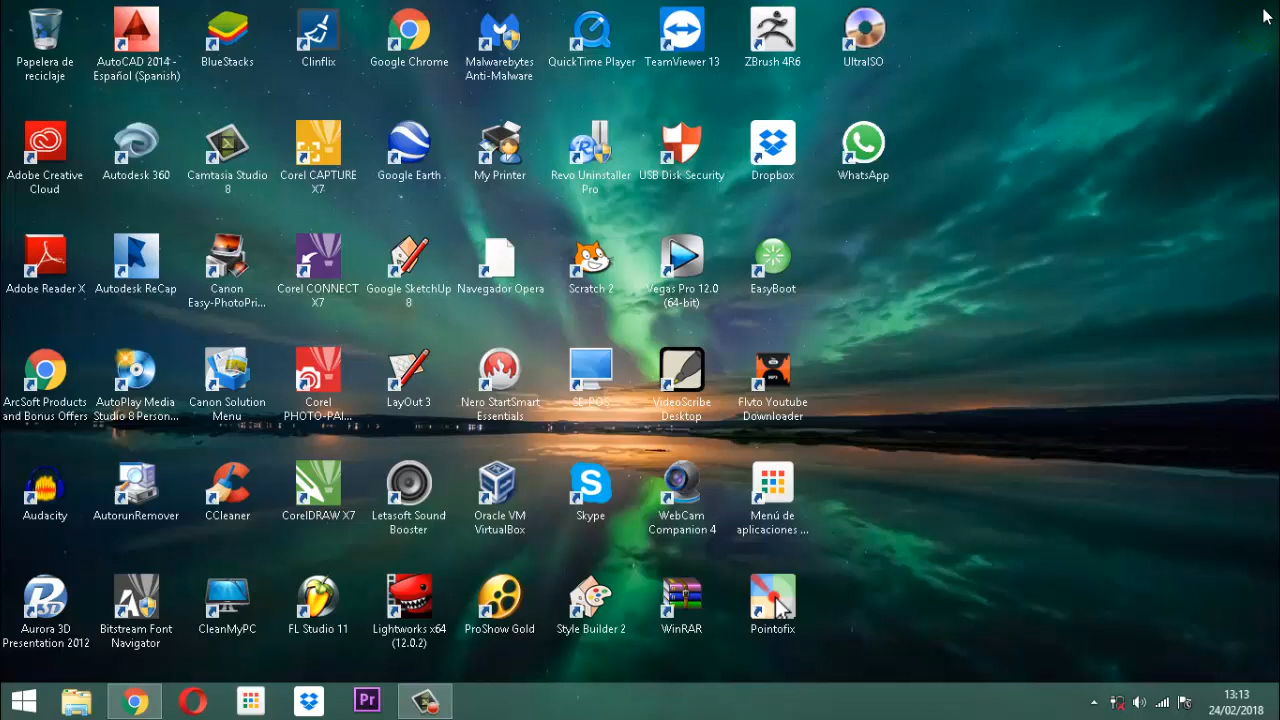 Papelera de
reciclaje
AutoCAD 2014 -
Español (Spanish)
BlueStacks
Clinflix
Google Chrome
Malwarebytes
Anti-Malware
QuickTime Player
TeamViewer 13
ZBrush 4R6
UltraISO
Adobe Creative
Cloud
Autodesk 360
Camtasia Studio
8
Corel CAPTURE
X7
Google Earth
My Printer
Revo Uninstaller
Pro
USB Disk Security
Dropbox
WhatsApp
Adobe Reader X
Autodesk ReCap
Canon
Easy-PhotoPri...
Corel CONNECT
X7
Google SketchUp
8
Navegador Opera
Scratch 2
Vegas Pro 12.0
(64-bit)
EasyBoot
ArcSoft Products
and Bonus Offers
AutoPlay Media
Studio 8 Person...
Canon Solution
Menu
Corel
PHOTO-PAI...
LayOut 3
Nero StartSmart
Essentials
SE-POS...
VideoScribe
Desktop
Flvto Youtube
Downloader
Audacity
AutorunRemover
CCleaner
CorelDRAW X7
Letasoft Sound
Booster
Oracle VM
VirtualBox
Skype
WebCam
Companion 4
Menú de
aplicaciones ...
Aurora 3D
Presentation 2012
Bitstream Font
Navigator
CleanMyPC
FL Studio 11
Lightworks x64
(12.0.2)
ProShow Gold
Style Builder 2
WinRAR
Pointofix
Pr
13:13
24/02/2018